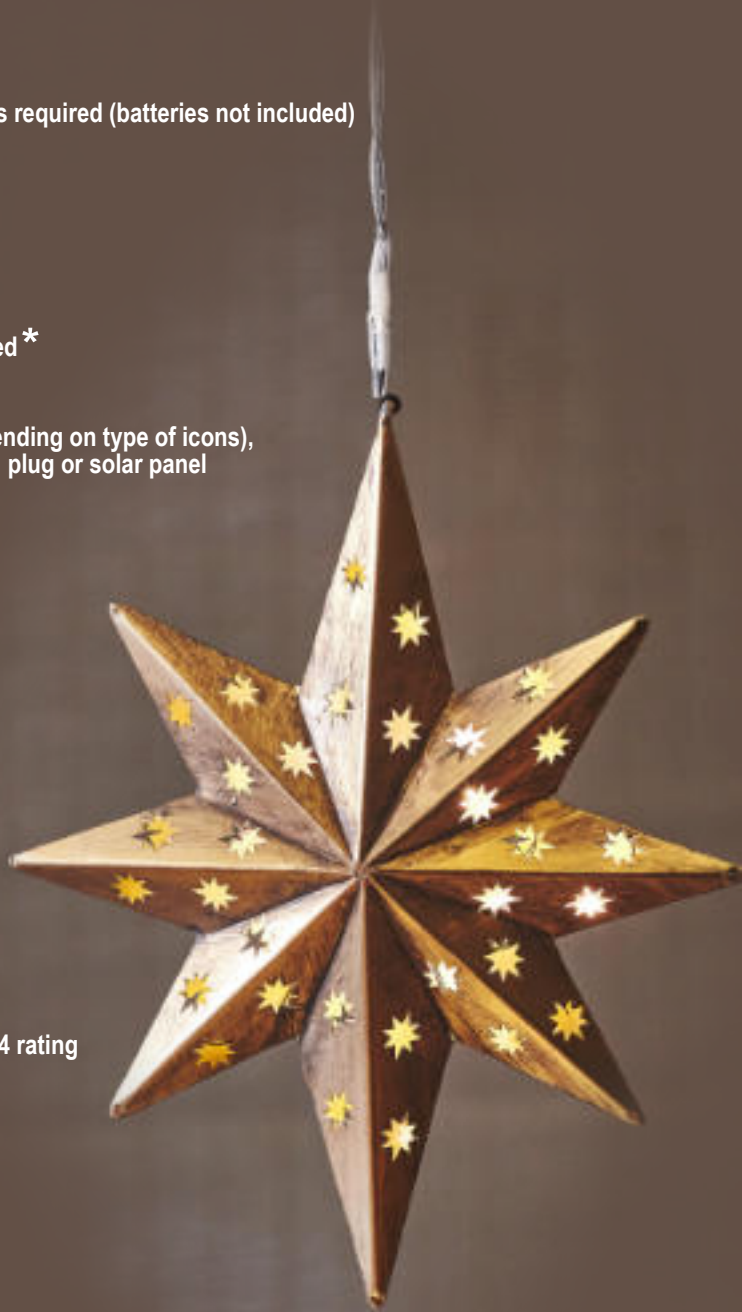 s required (batteries not included)
ed*
ending on type of icons),
plug or solar panel
4 rating